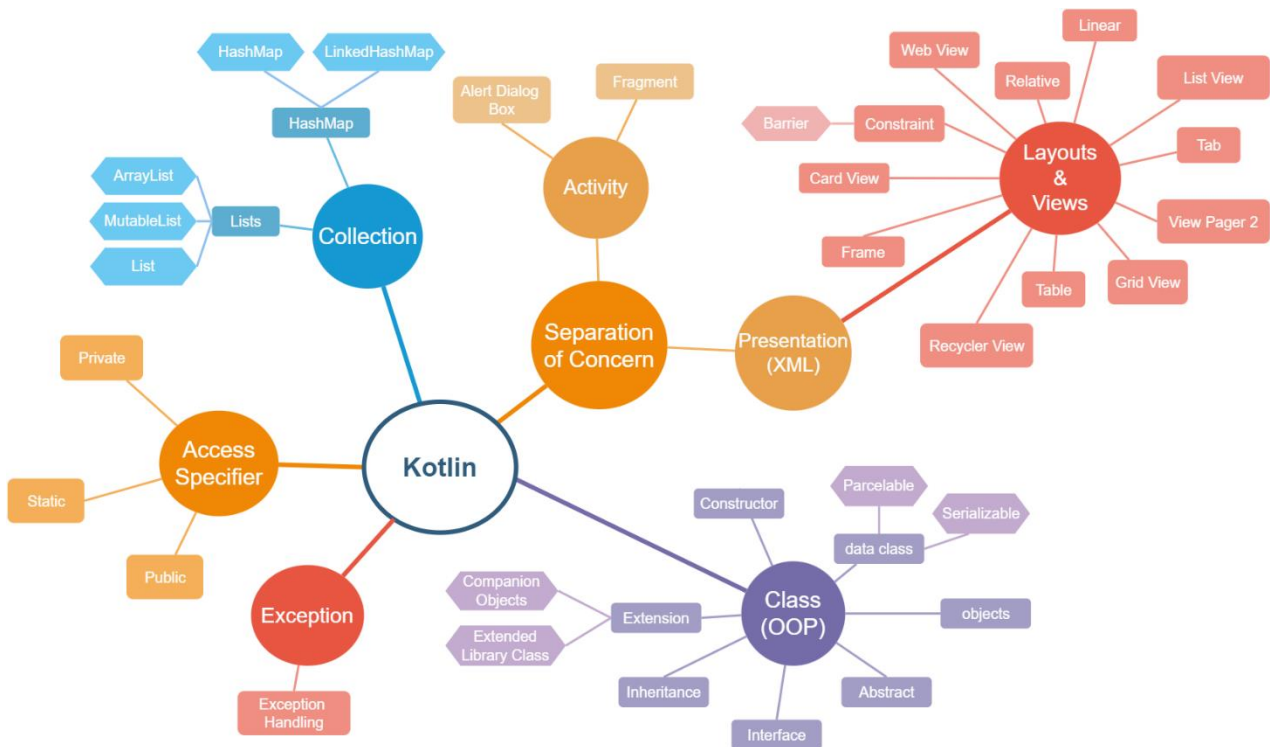 HashMap
LinkedHashMap
HashMap
ArrayList
MutableList
List
Lists
Collection
Alert Dialog
Box
Fragment
Activity
Separation
of Concern
Presentation
(XML)
Web View
Linear
Relative
List View
Barrier
Constraint
Tab
Card View
Layouts
&
Views
View Pager 2
Frame
Grid View
Table
Recycler View
Private
Access
Specifier
Static
Public
Kotlin
Exception
Exception
Handling
Constructor
Parcelable
Serializable
data class
Companion
Objects
Extended
Library Class
Extension
Class
(OOP)
objects
Inheritance
Interface
Abstract